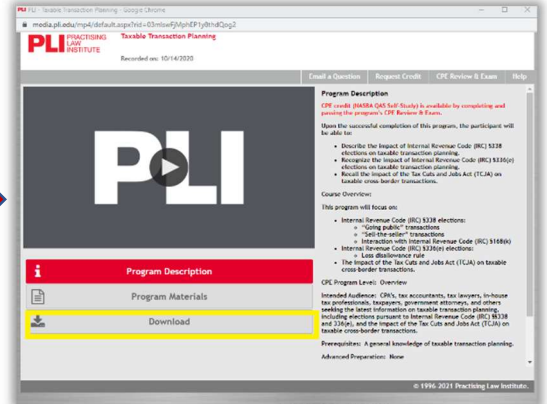 PLI - Taxable Transaction Planning - Google Chrome
PLI PRACTISING
LAW
INSTITUTE
Taxable Transaction Planning
Recorded on: 10/14/2020
Email a Question Request Credit CPE Review & Exam Help
PLI
Program Description
Program Materials
Download
Program Description
CPE credit (NASBA QAS Self-Study) is available by completing and
passing the program's CPE Review & Exam.
Upon the successful completion of this program, the participant will
be able to:
• Describe the impact of Internal Revenue Code (IRC) §338
elections on taxable transaction planning.
• Recognize the impact of Internal Revenue Code (IRC) §336(e)
elections on taxable transaction planning.
• Recall the impact of the Tax Cuts and Jobs Act (TCJA) on
taxable cross-border transactions.
Course Overview:
This program will focus on:
• Internal Revenue Code (IRC) §338 elections:
o "Going public" transactions
o "Sell-the-seller" transactions
o Interaction with Internal Revenue Code (IRC) §168(k)
• Internal Revenue Code (IRC) §336(e) elections:
o Loss disallowance rule
• The impact of the Tax Cuts and Jobs Act (TCJA) on taxable
cross-border transactions.
CPE Program Level: Overview
Intended Audience: CPA's, tax accountants, tax lawyers, in-house
tax professionals, taxpayers, government attorneys, and others
seeking the latest information on taxable transaction planning,
including elections pursuant to Internal Revenue Code (IRC) §§338
and 336(e), and the impact of the Tax Cuts and Jobs Act (TCJA) on
taxable cross-border transactions.
Prerequisites: A general knowledge of taxable transaction planning.
Advanced Preparation: None
© 1996-2021 Practising Law Institute.